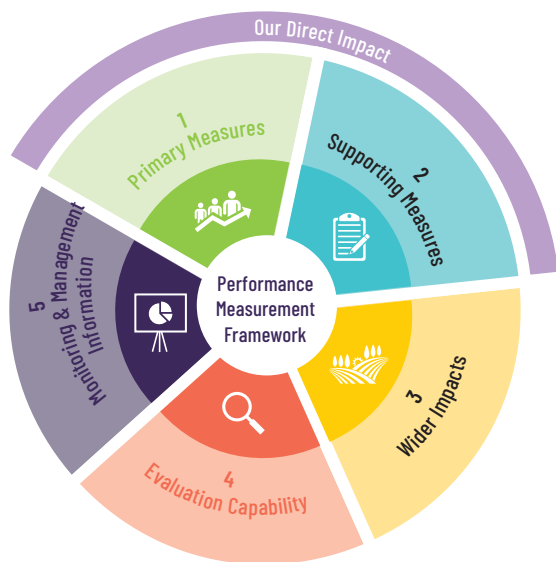 Our Direct Impact
1
Primary Measures
2
Supporting Measures
3
Wider Impacts
4
Evaluation Capability
5
Monitoring & Management
Information
Performance
Measurement
Framework